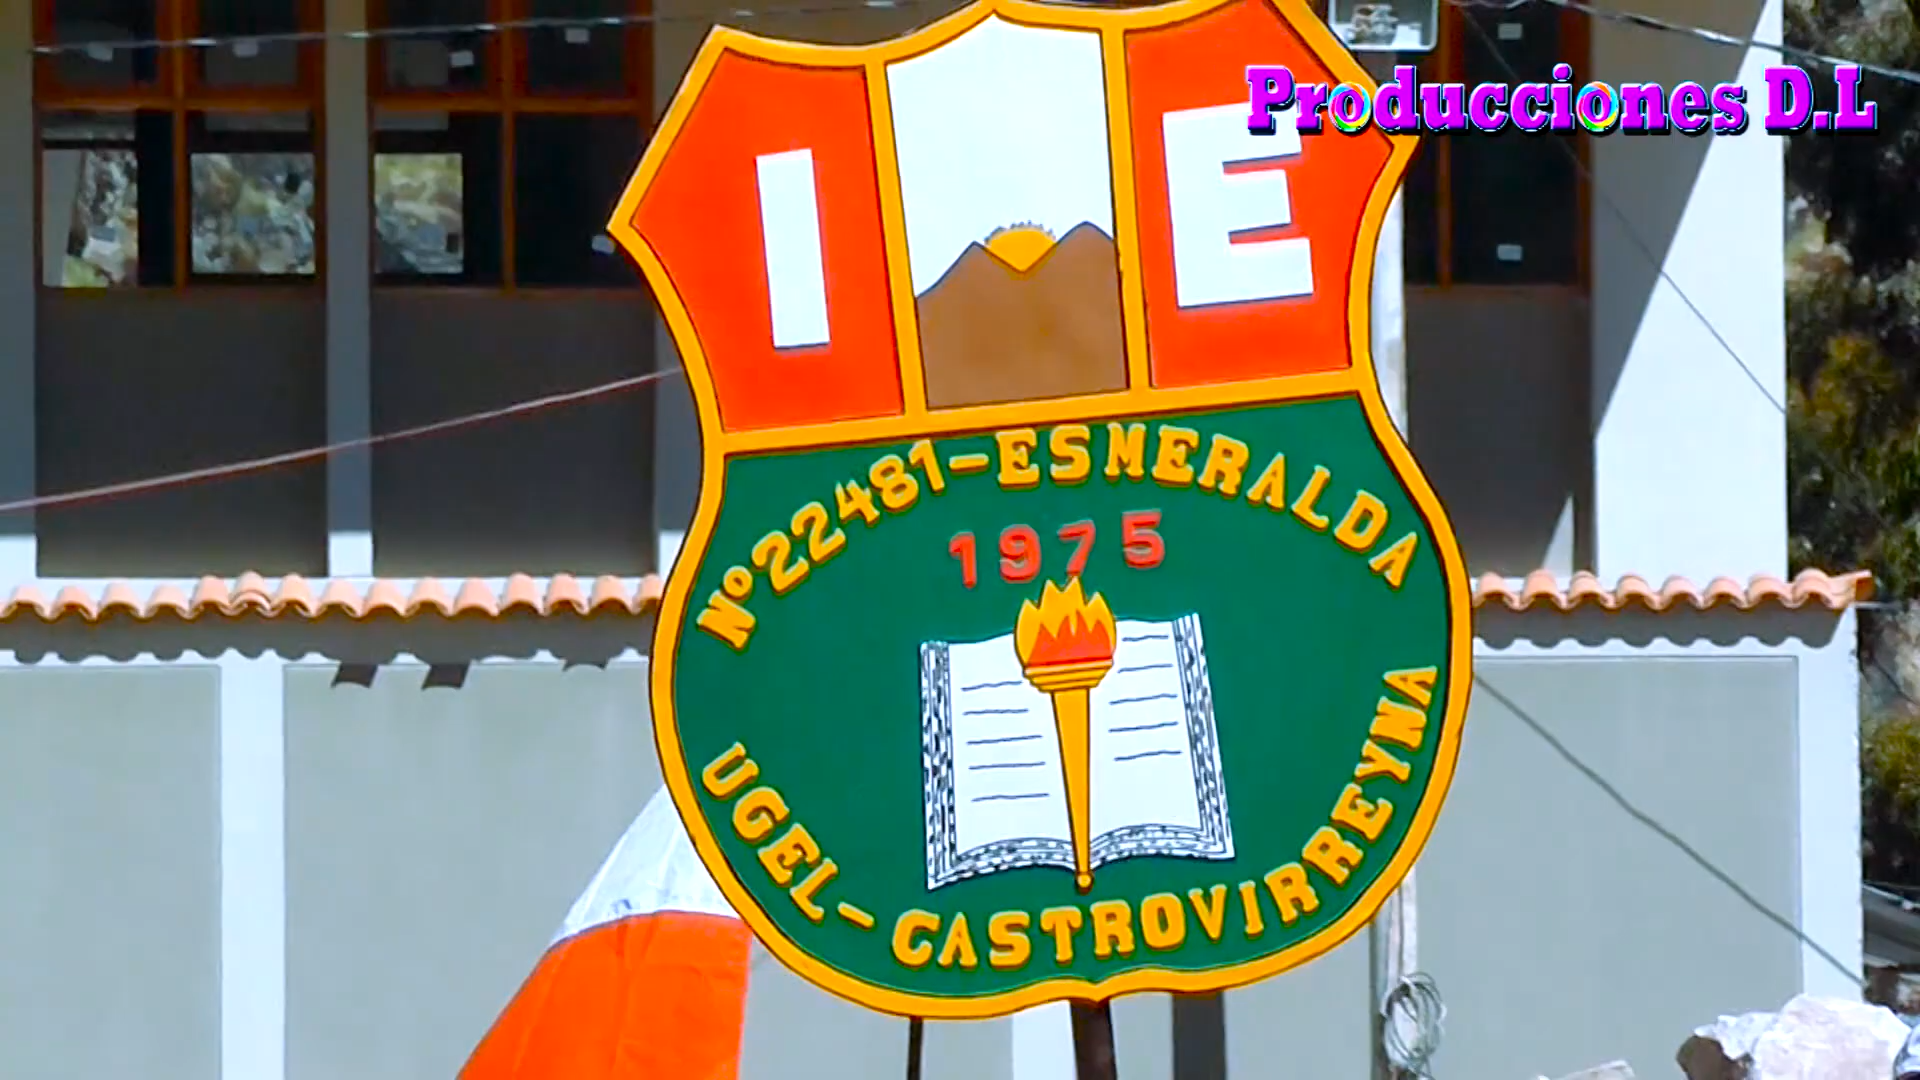 Producciones D.L
I E
Nº22481-ESMERALDA
1975
UGEL-CASTROVIRREYNA